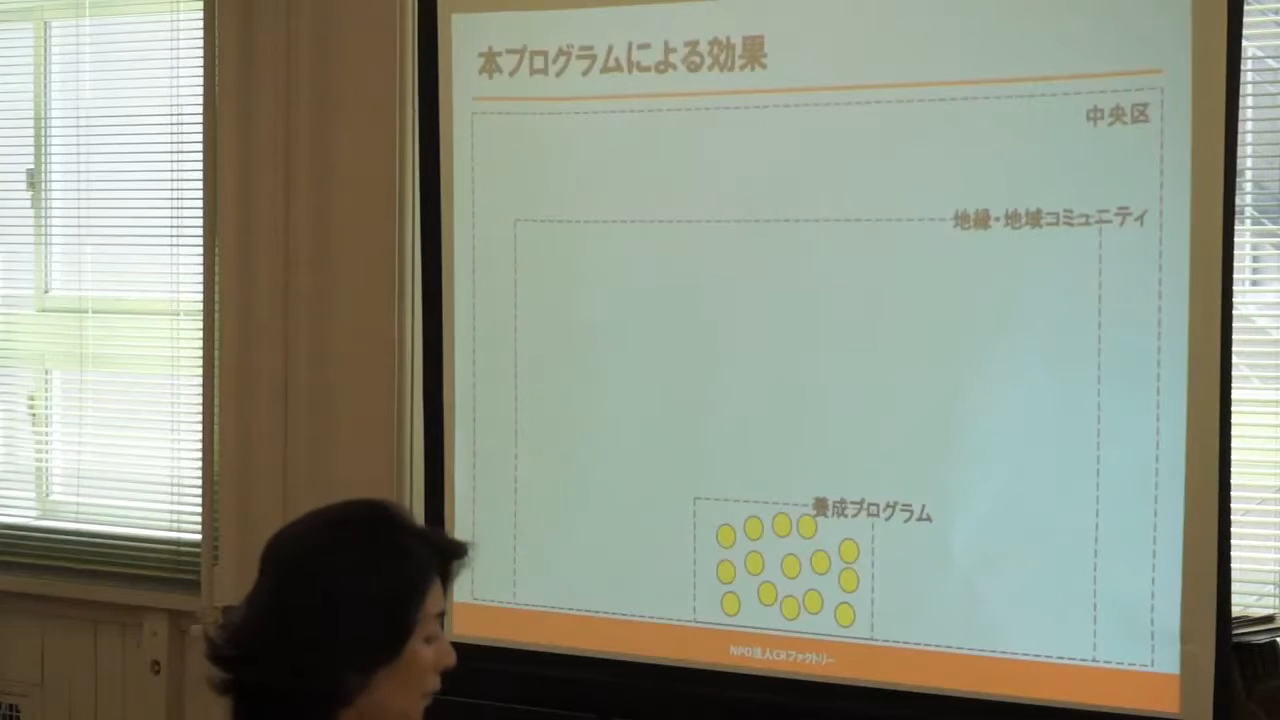 本プログラムによる効果
中央区
地縁・地域コミュニティ
養成プログラム
NPO法人CRファクトリー